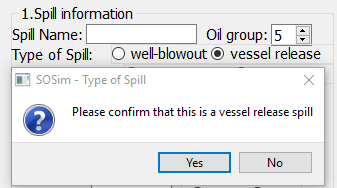 1.Spill information
Spill Name: Oil group: 5
Type of Spill: well-blowout vessel release
SOSim - Type of Spill
Please confirm that this is a vessel release spill
Yes No